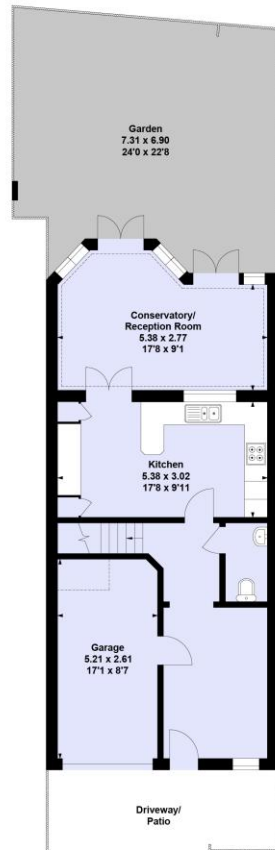 Garden
7.31 x 6.90
24'0 x 22'8
Conservatory/
Reception Room
5.38 x 2.77
17'8 x 9'1
Kitchen
5.38 x 3.02
17'8 x 9'11
Garage
5.21 x 2.61
17'1 x 8'7
Driveway/
Patio